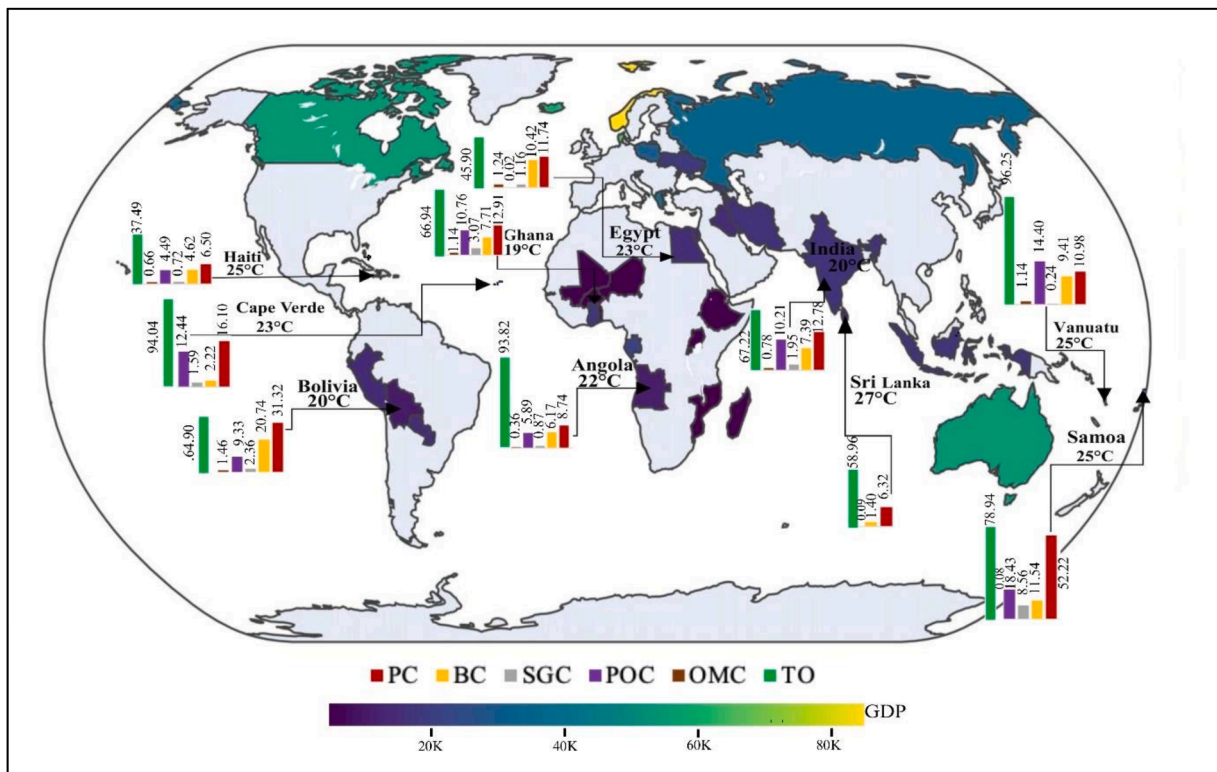 45.90
1.24
0.02
1.16
10.42
11.74
66.94
1.14
10.76
3.07
7.71
12.91
Ghana
19°C
Egypt
23°C
India
20°C
96.25
1.14
14.40
0.24
9.41
10.98
37.49
0.66
4.49
0.72
4.62
6.50
Haiti
25°C
94.04
12.44
1.59
2.22
16.10
Cape Verde
23°C
67.22
0.78
10.21
1.95
7.39
12.78
Vanuatu
25°C
93.82
0.36
5.89
0.87
6.17
8.74
Angola
22°C
Bolivia
20°C
.64.90
1.46
9.33
2.36
20.74
31.32
Sri Lanka
27°C
58.96
0.09
1.40
6.32
Samoa
25°C
78.94
0.08
18.43
8.56
11.54
52.22
PC BC SGC POC OMC TO
GDP
20K 40K 60K 80K